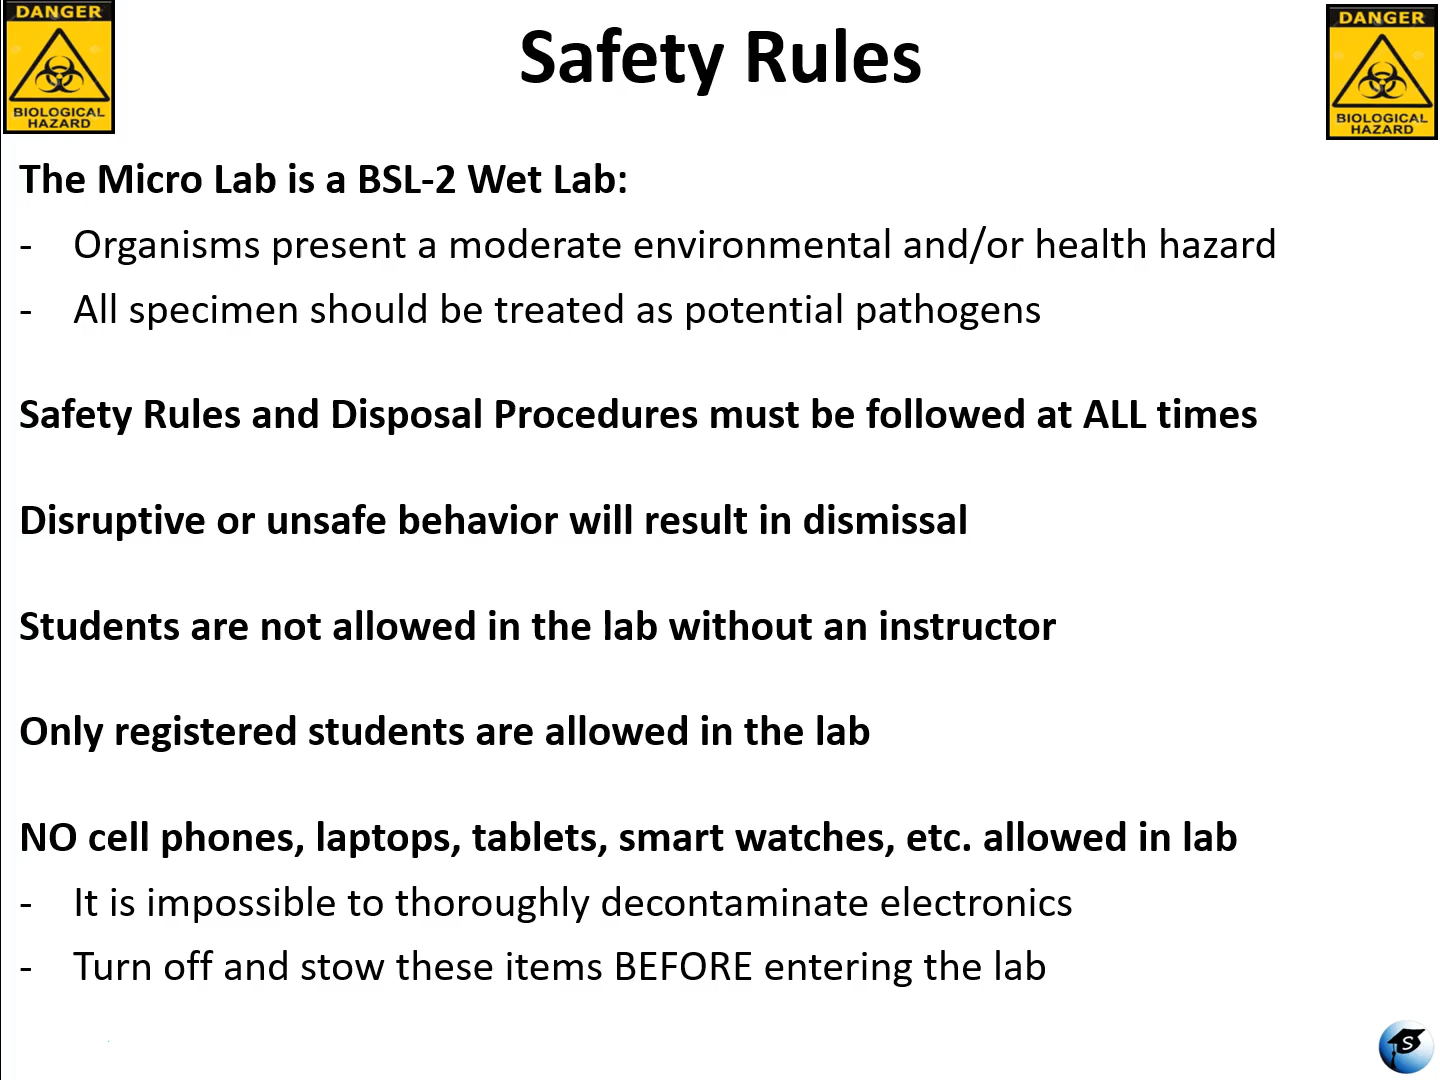 DANGER
BIOLOGICAL
HAZARD
Safety Rules
DANGER
BIOLOGICAL
HAZARD
The Micro Lab is a BSL-2 Wet Lab:
- Organisms present a moderate environmental and/or health hazard
- All specimen should be treated as potential pathogens
Safety Rules and Disposal Procedures must be followed at ALL times
Disruptive or unsafe behavior will result in dismissal
Students are not allowed in the lab without an instructor
Only registered students are allowed in the lab
NO cell phones, laptops, tablets, smart watches, etc. allowed in lab
- It is impossible to thoroughly decontaminate electronics
- Turn off and stow these items BEFORE entering the lab
S